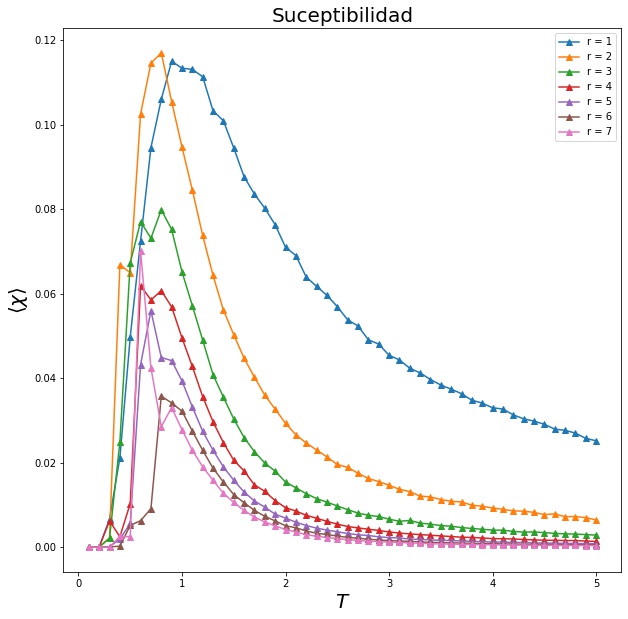 Suceptibilidad
⟨χ⟩
0.12
0.10
0.08
0.06
0.04
0.02
0.00
r = 1
r = 2
r = 3
r = 4
r = 5
r = 6
r = 7
0 1 2 3 4 5
T